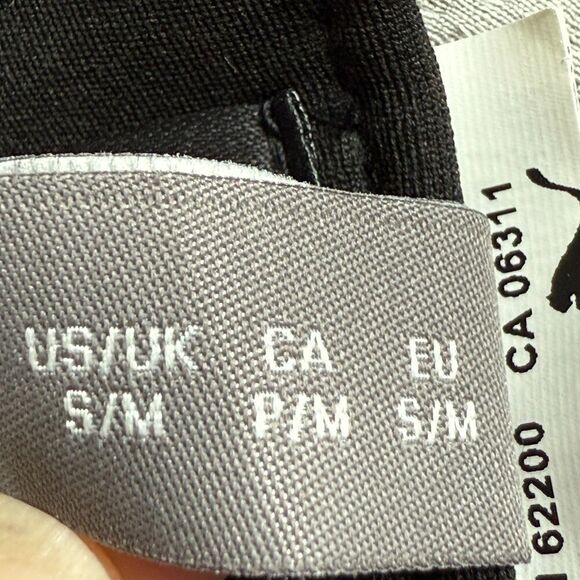 US/UK CA EU
S/M P/M S/M
CA 06311
62200